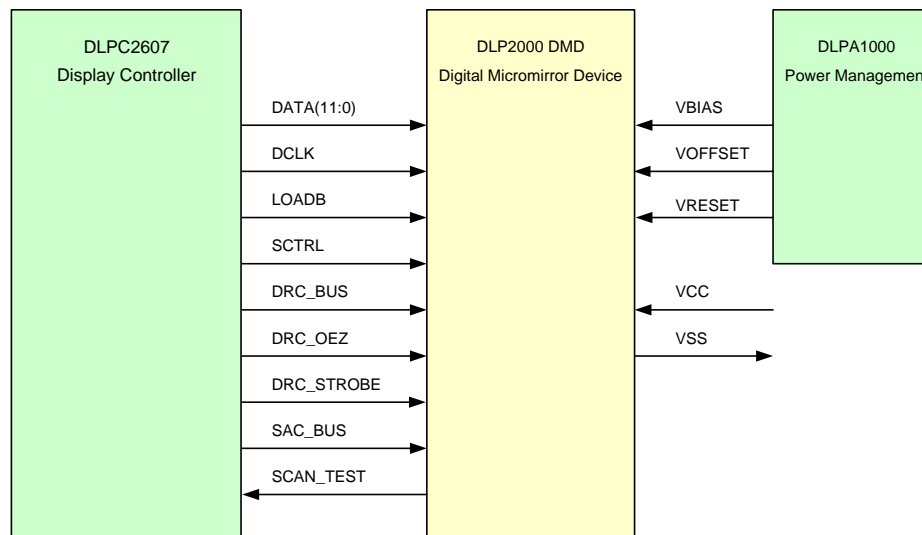 DLPC2607
Display Controller
DLP2000 DMD
Digital Micromirror Device
DLPA1000
Power Managemen
DATA(11:0)
DCLK
LOADB
SCTRL
DRC_BUS
DRC_OEZ
DRC_STROBE
SAC_BUS
SCAN_TEST
VBIAS
VOFFSET
VRESET
VCC
VSS